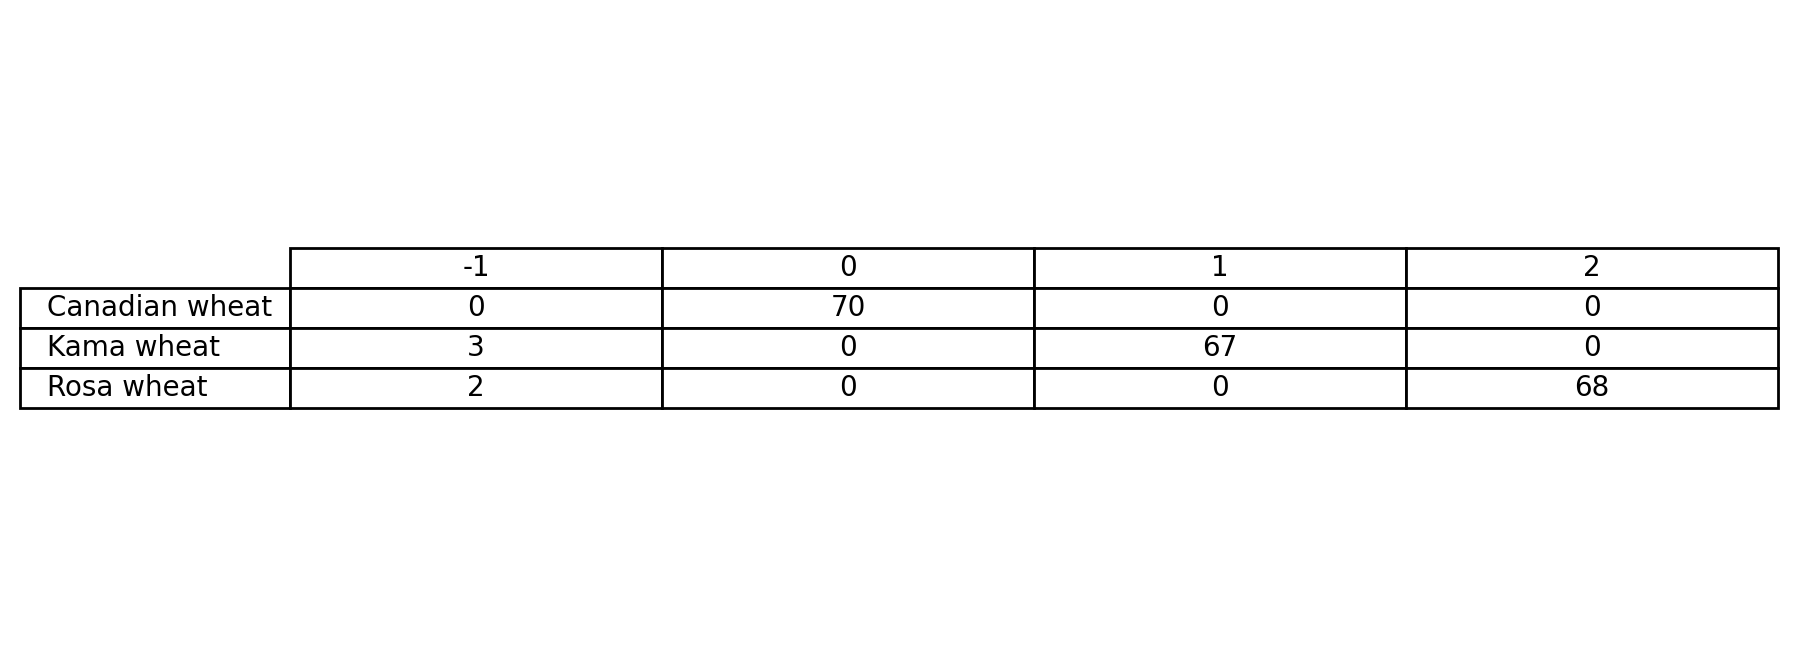 -1 0 1 2
Canadian wheat 0 70 0 0
Kama wheat 3 0 67 0
Rosa wheat 2 0 0 68